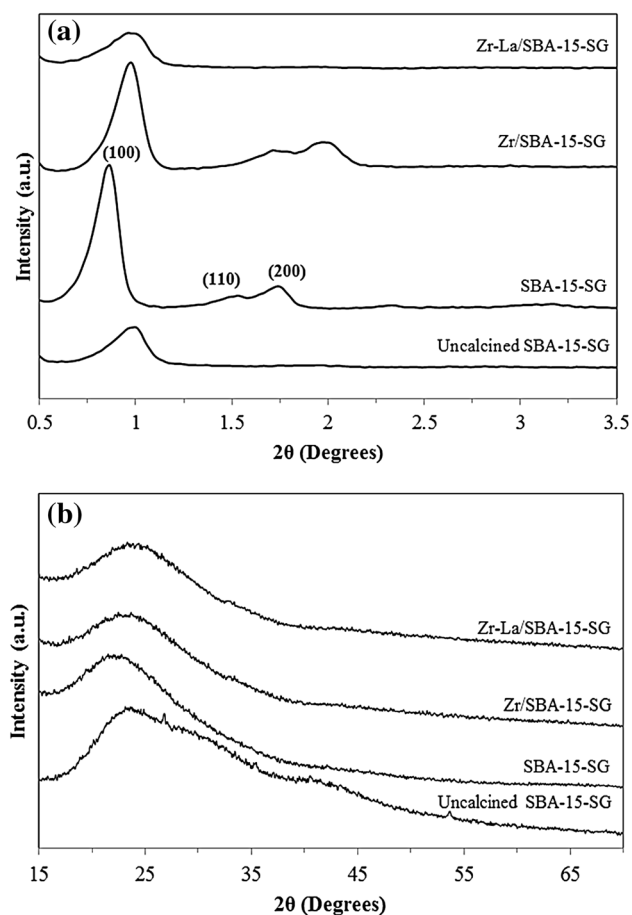 (a)
Zr-La/SBA-15-SG
Zr/SBA-15-SG
(100)
(110)
(200)
SBA-15-SG
Uncalcined SBA-15-SG
Intensity (a.u.)
0.5 1 1.5 2 2.5 3 3.5
2θ (Degrees)
(b)
Zr-La/SBA-15-SG
Zr/SBA-15-SG
SBA-15-SG
Uncalcined SBA-15-SG
Intensity (a.u.)
15 25 35 45 55 65
2θ (Degrees)